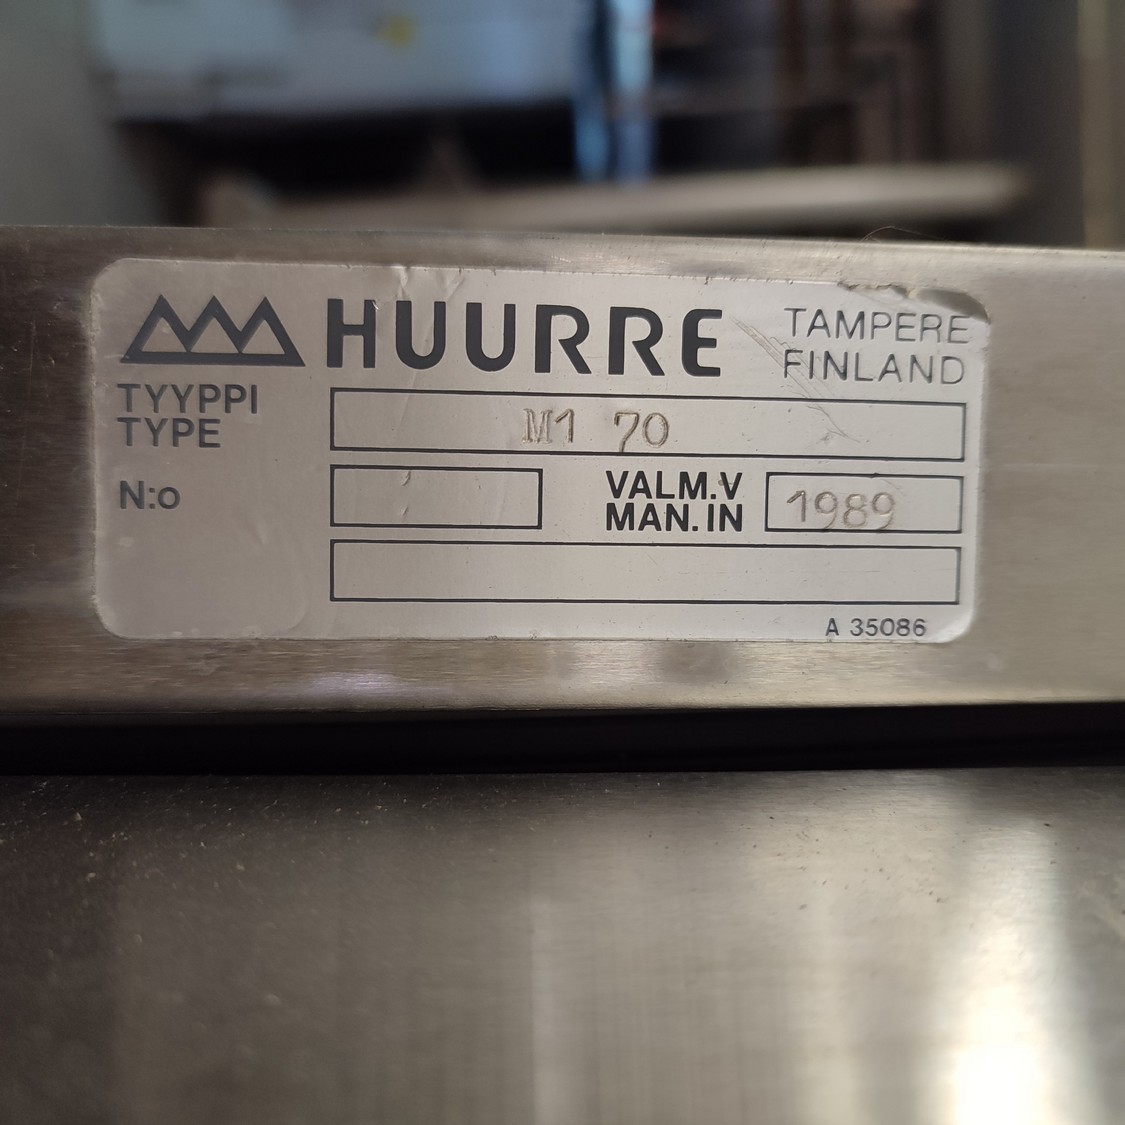 HUURRE
TAMPERE
FINLAND
TYYPPI
TYPE
M1 70
N:o
VALM.V
MAN.IN
1989
A 35086